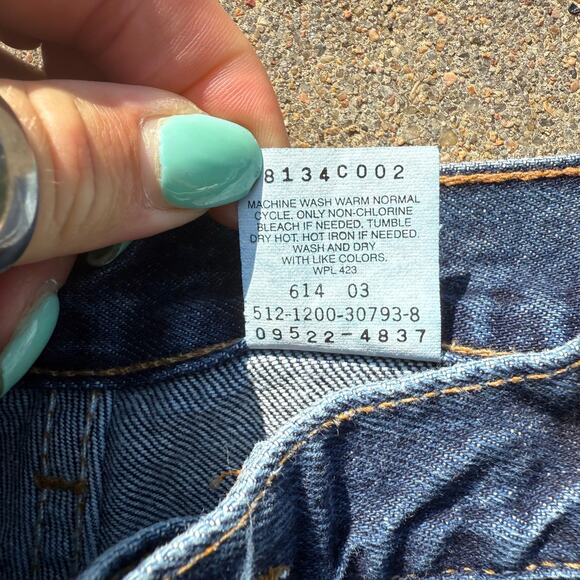 8134C002
MACHINE WASH WARM NORMAL
CYCLE. ONLY NON-CHLORINE
BLEACH IF NEEDED. TUMBLE
DRY HOT. HOT IRON IF NEEDED.
WASH AND DRY
WITH LIKE COLORS.
WPL 423
614 03
512-1200-30793-8
09522-4837